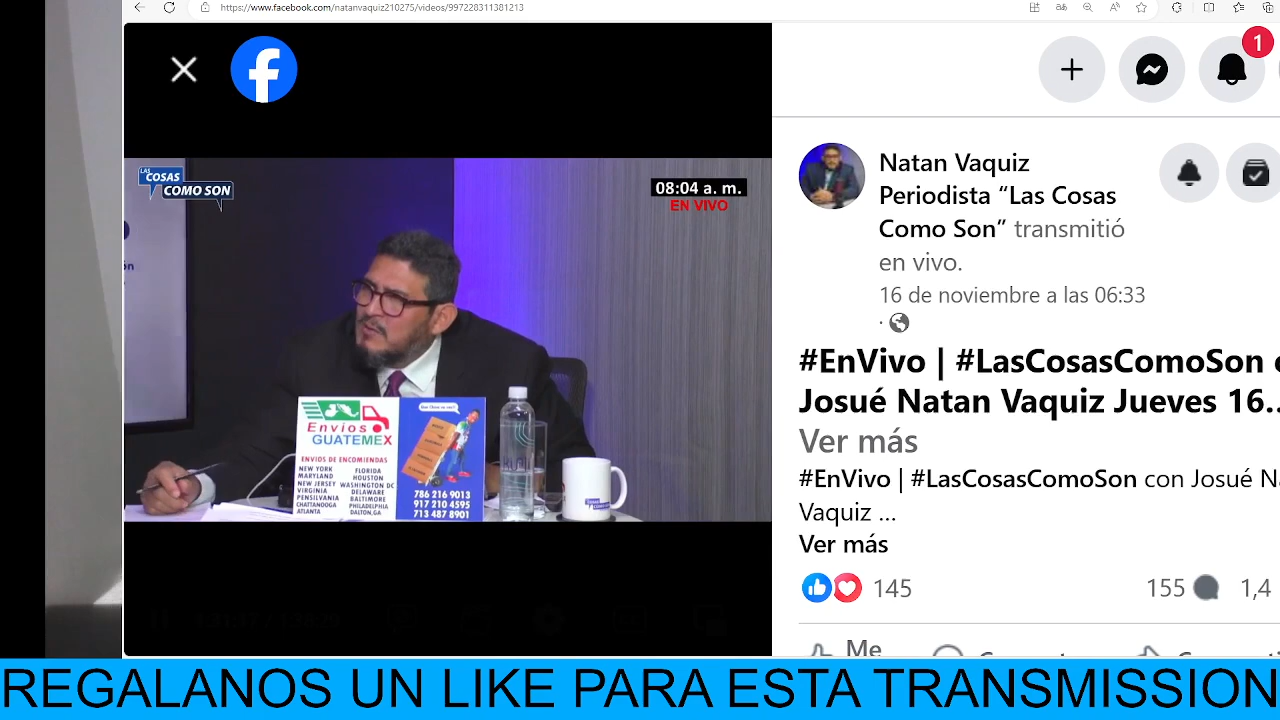 https://www.facebook.com/natanvaquiz210275/videos/997228311381213
1
LAS
COSAS
COMO SON
08:04 a. m.
EN VIVO
Envíos
GUATEMEX
ENVIOS DE ENCOMIENDAS
NEW YORK
MARYLAND
NEW JERSEY
VIRGINIA
PENSILVANIA
CHATTANOOGA
ATLANTA
FLORIDA
HOUSTON
WASHINGTON DC
DELAWARE
BALTIMORE
PHILADELPHIA
DALTON, GA
786 216 9013
917 210 4595
713 487 8901
Natan Vaquiz
Periodista “Las Cosas
Como Son” transmitió
en vivo.
16 de noviembre a las 06:33
#EnVivo | #LasCosasComoSon
Josué Natan Vaquiz Jueves 16...
Ver más
#EnVivo | #LasCosasComoSon con Josué Na
Vaquiz ...
Ver más
145
155
1,4
Me
REGALANOS UN LIKE PARA ESTA TRANSMISSION